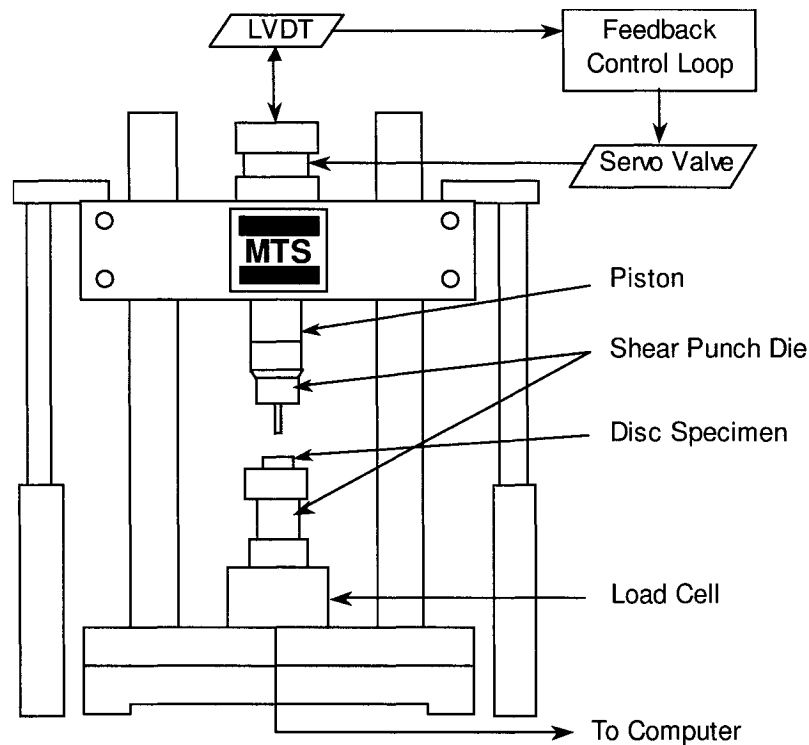 LVDT
Feedback
Control Loop
Servo Valve
MTS
Piston
Shear Punch Die
Disc Specimen
Load Cell
To Computer